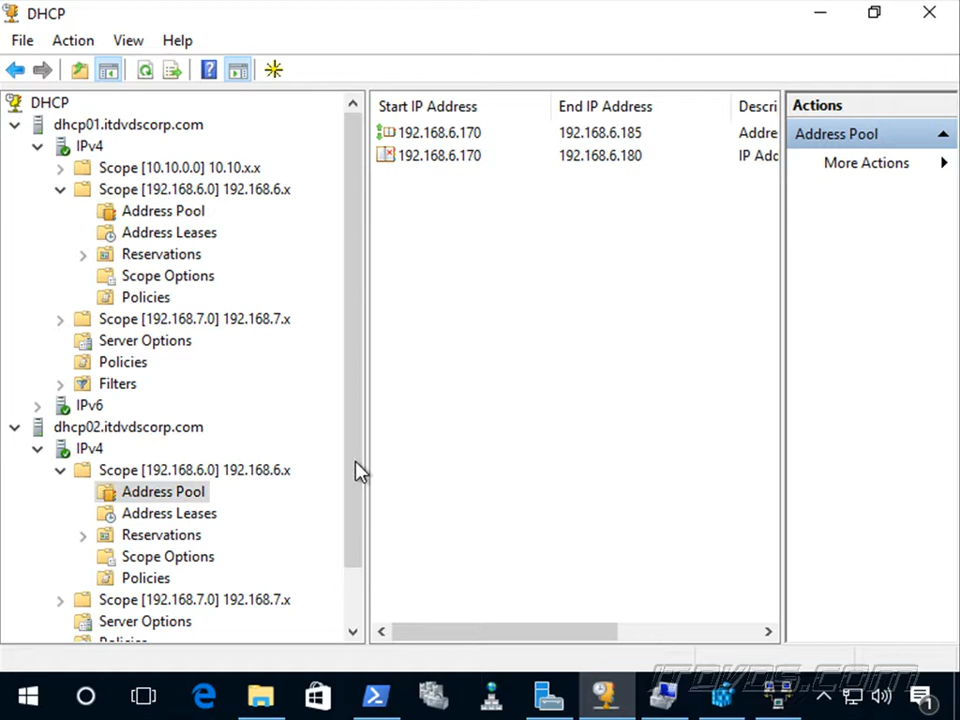 DHCP
File Action View Help
DHCP
dhcp01.itdvdscorp.com
IPv4
Scope [10.10.0.0] 10.10.x.x
Scope [192.168.6.0] 192.168.6.x
Address Pool
Address Leases
Reservations
Scope Options
Policies
Scope [192.168.7.0] 192.168.7.x
Server Options
Policies
Filters
IPv6
dhcp02.itdvdscorp.com
IPv4
Scope [192.168.6.0] 192.168.6.x
Address Pool
Address Leases
Reservations
Scope Options
Policies
Scope [192.168.7.0] 192.168.7.x
Server Options
Policies
Start IP Address End IP Address Descri
192.168.6.170 192.168.6.185 Addre
192.168.6.170 192.168.6.180 IP Adc
Actions
Address Pool
More Actions
ITDVDS.COM
1